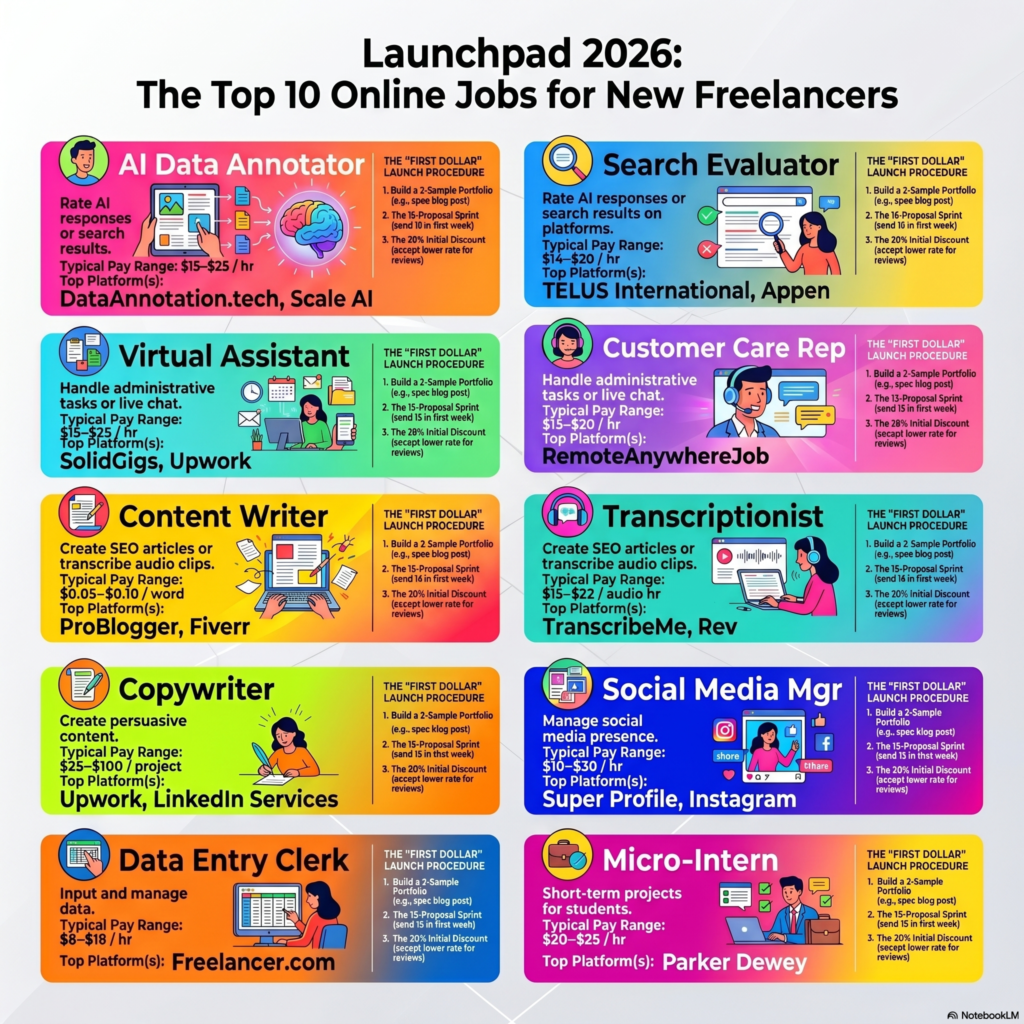 Launchpad 2026:
The Top 10 Online Jobs for New Freelancers
AI Data Annotator
Rate AI
responses
or search
results.
Typical Pay Range: $15–$25 / hr
Top Platform(s):
DataAnnotation.tech, Scale AI
THE "FIRST DOLLAR"
LAUNCH PROCEDURE
1. Build a 2-Sample Portfolio
(e.g., spee blog post)
2. The 15-Proposal Sprint
(send 10 in first week)
3. The 20% Initial Discount
(accept lower rate for
reviews)
Search Evaluator
Rate AI responses or
search results on
platforms.
Typical Pay Range:
$14–$20 / hr
Top Platform(s):
TELUS International, Appen
THE "FIRST DOLLAR"
LAUNCH PROCEDURE
1. Build a 2-Sample Portfolio
(e.g., spee blog post)
2. The 16-Proposal Sprint
(send 10 in first week)
3. The 20% Initial Discount
(accept lower rate for
reviews)
Virtual Assistant
Handle administrative
tasks or live chat.
Typical Pay Range:
$15–$25 / hr
Top Platform(s):
SolidGigs, Upwork
THE "FIRST DOLLAR"
LAUNCH PROCEDURE
1. Build a 2-Sample Portfolio
(e.g., spec blog post)
2. The 15-Proposal Sprint
(send 15 in first week)
3. The 28% Initial Discount
(secept lower rate for
reviews)
Customer Care Rep
Handle administrative
tasks or live chat.
Typical Pay Range:
$15–$20 / hr
Top Platform(s):
RemoteAnywhereJob
THE "FIRST DOLLAR"
LAUNCH PROCEDURE
1. Build a 2-Sample Portfolio
(e.g., spec blog post)
2. The 13-Proposal Sprint
(send 15 in first week)
3. The 28% Initial Discount
(secapt lower rate for
reviews)
Content Writer
Create SEO articles or
transcribe audio clips.
Typical Pay Range:
$0.05–$0.10 / word
Top Platform(s):
ProBlogger, Fiverr
THE "FIRST DOLLAR"
LAUNCH PROCEDURE
1. Build a 2 Sample Portfolio
(e.g., spee blog post)
2. The 15-Proposal Sprint
(send 16 in first week)
3. The 20% Initial Discount
(except lower rate for
reviews)
Transcriptionist
Create SEO articles or
transcribe audio clips.
Typical Pay Range:
$15–$22 / audio hr
Top Platform(s):
TranscribeMe, Rev
THE "FIRST DOLLAR"
LAUNCH PROCEDURE
1. Build a 2 Sample Portfolio
(e.g., spee blog post)
2. The 15-Proposal Sprint
(send 14 in first week)
3. The 20% Initial Discount
(except lower rate for
reviews)
Copywriter
Create persuasive
content.
Typical Pay Range:
$25–$100 / project
Top Platform(s):
Upwork, LinkedIn Services
THE "FIRST DOLLAR"
LAUNCH PROCEDURE
1. Build a 2-Sample Portfolio
(e.g., spec klog post)
2. The 15-Proposal Sprint
(send 15 in thst week)
3. The 20% Initial Discount
(accept lower rate for
reviews)
Social Media Mgr
Manage social
media presence.
Typical Pay Range:
$10–$30 / hr
Top Platform(s):
Super Profile, Instagram
share
tthare
THE "FIRST DOLLAR"
LAUNCH PROCEDURE
1. Build a 2-Sample
Portfolio
(e.g. spec klog post)
2. The 15-Proposal Sprint
(send 15 in thst week)
3. The 20% Initial Discount
(accept lower rate for
reviews)
Data Entry Clerk
Input and manage
data.
Typical Pay Range:
$8–$18 / hr
Top Platform(s): Freelancer.com
THE "FIRST DOLLAR"
LAUNCH PROCEDURE
1. Build a 2-Sample
Portfolio
(e.g., spec blog post)
2. The 15-Proposal Sprint
(send 15 in first week)
3. The 20% Initial Discount
(secept lower rate for
reviews)
Micro-Intern
Short-term projects
for students.
Typical Pay Range:
$20–$25 / hr
Top Platform(s): Parker Dewey
THE "FIRST DOLLAR"
LAUNCH PROCEDURE
1. Build a 2-Sample
Portfolio
(e.g., spec blog post)
2. The 15-Proposal Sprint
(send 15 in first week)
3. The 20% Initial Discount
(secept lower rate for
reviews)
NotebookLM